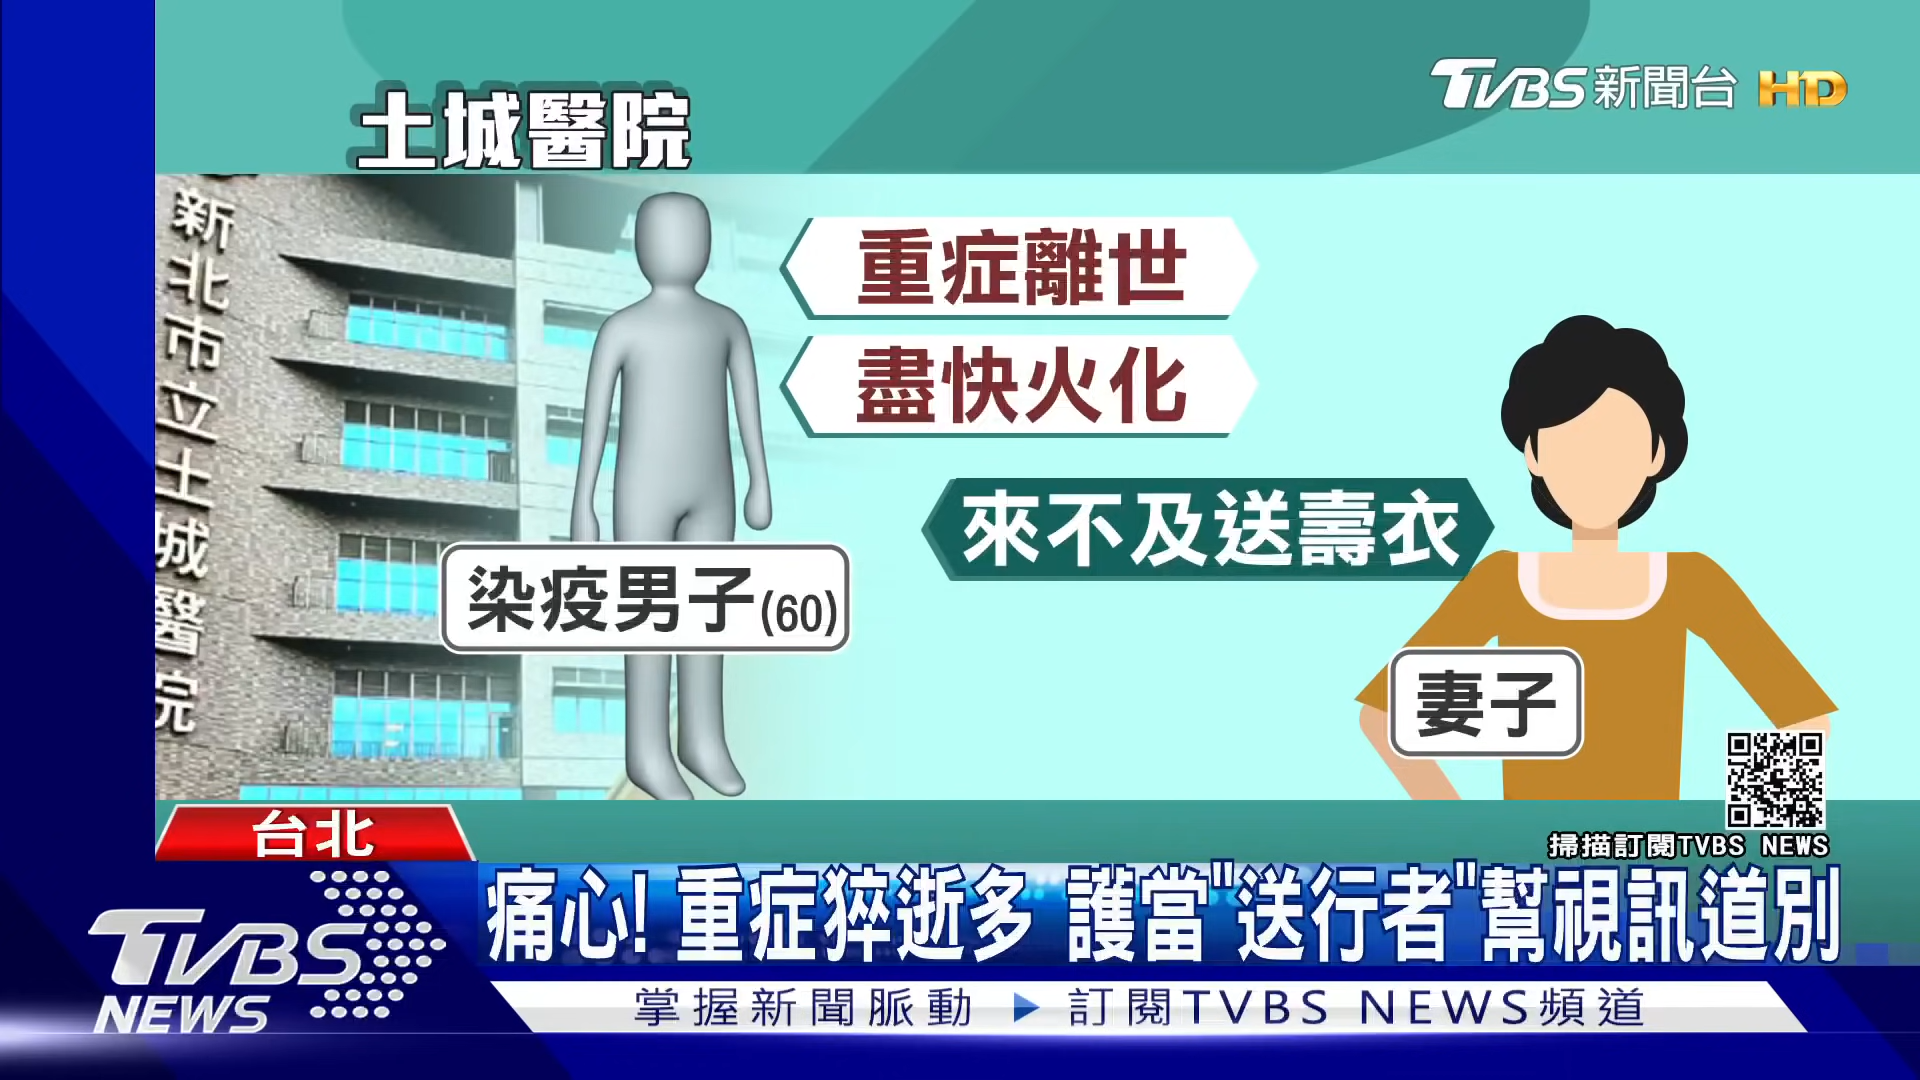 土城醫院
TVBS新聞台 HD
新北市立土城醫院
重症離世
盡快火化
來不及送壽衣
染疫男子(60)
妻子
台北
掃描訂閱TVBS NEWS
痛心! 重症猝逝多 護當"送行者"幫視訊道別
TVBS
NEWS
掌握新聞脈動 ▶ 訂閱TVBS NEWS頻道